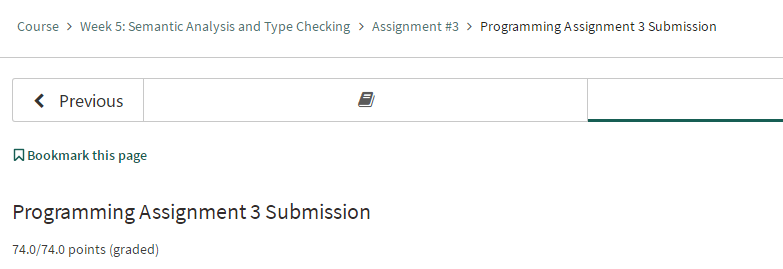 Course > Week 5: Semantic Analysis and Type Checking > Assignment #3 > Programming Assignment 3 Submission
Previous
Bookmark this page
Programming Assignment 3 Submission
74.0/74.0 points (graded)